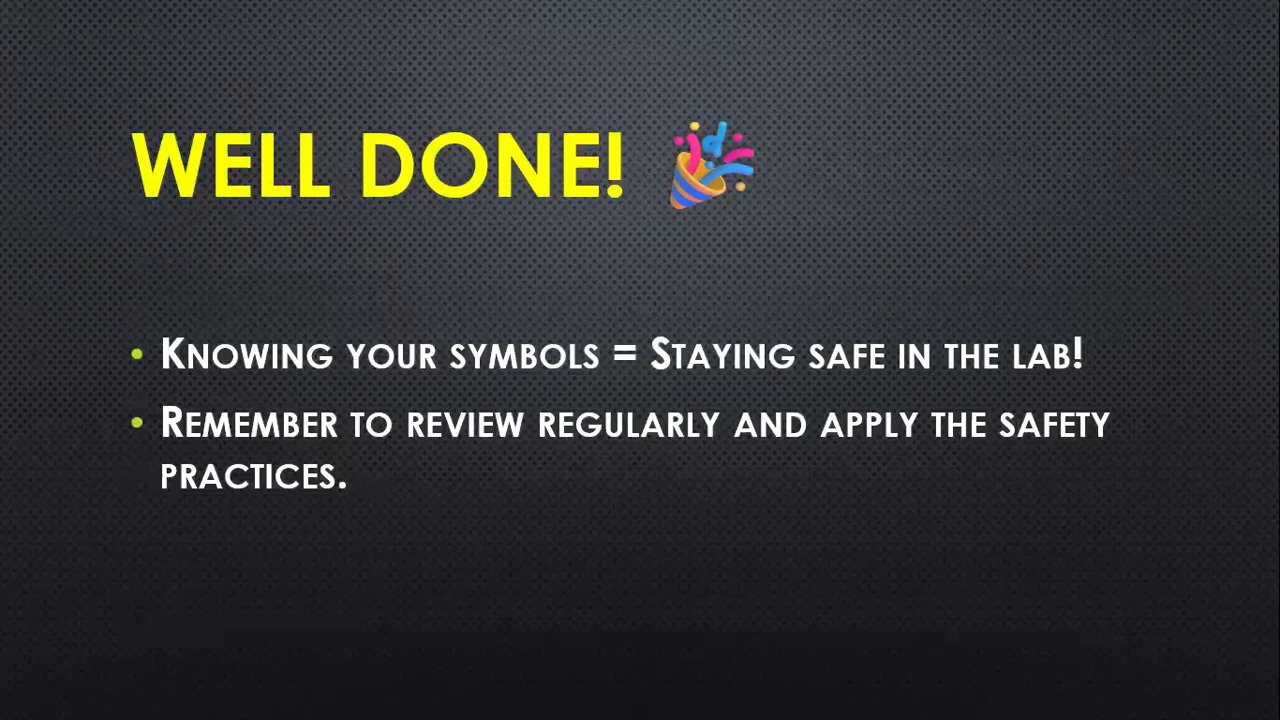 WELL DONE! 🎉
• Knowing your symbols = Staying safe in the lab!
• Remember to review regularly and apply the safety
practices.